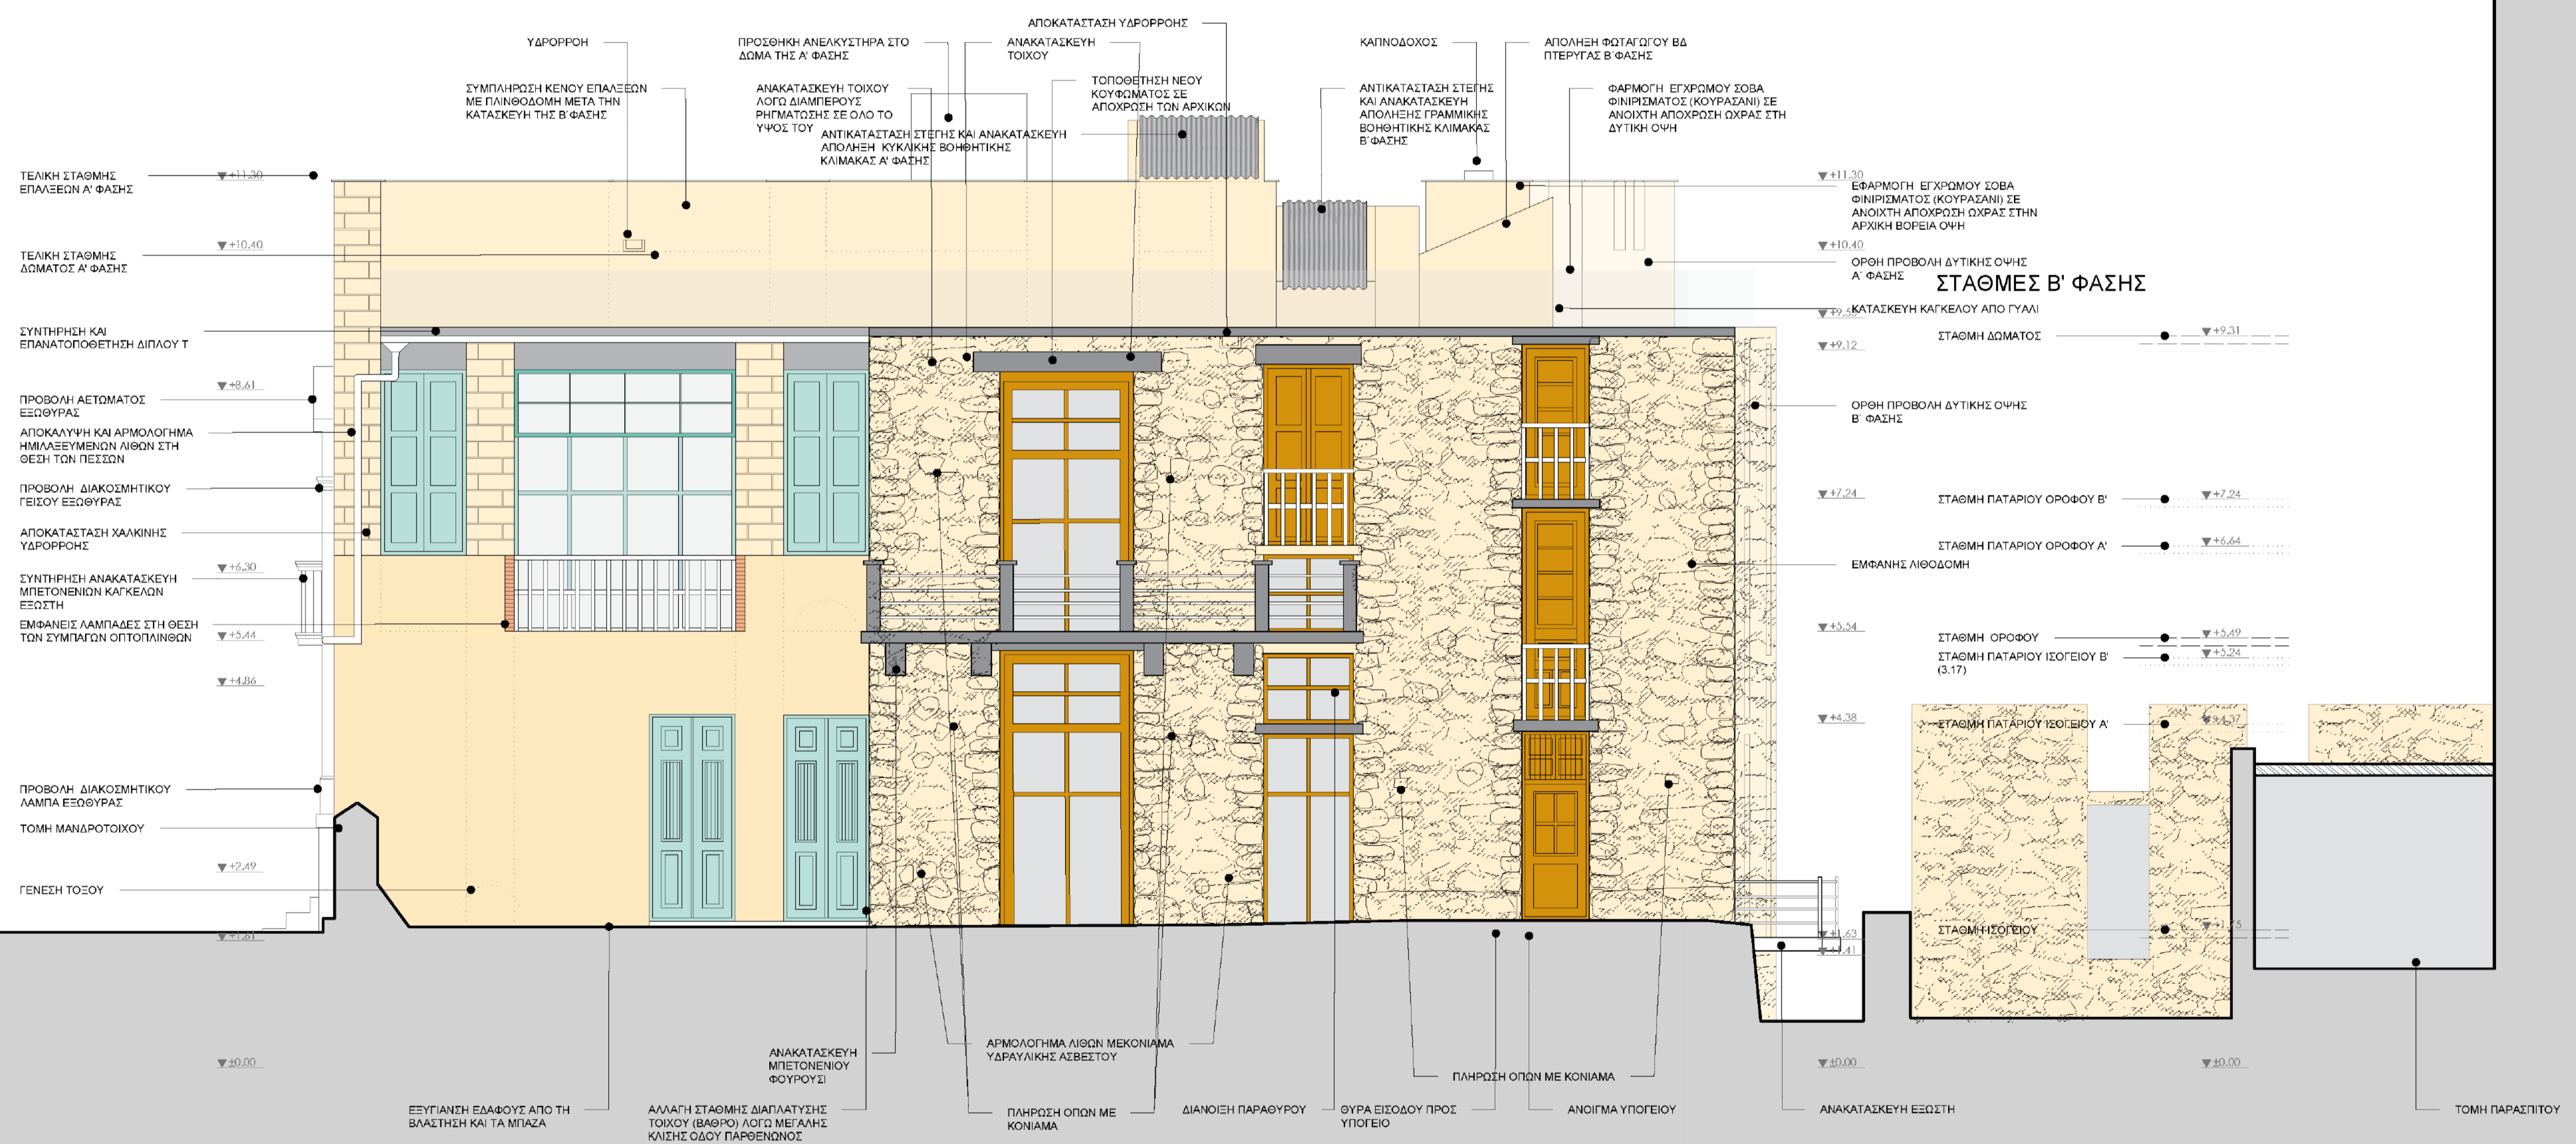 ΑΠΟΚΑΤΑΣΤΑΣΗ ΥΔΡΟΡΡΟΗΣ
ΥΔΡΟΡΡΟΗ
ΠΡΟΣΘΗΚΗ ΑΝΕΛΚΥΣΤΗΡΑ ΣΤΟ
ΔΩΜΑ ΤΗΣ Α' ΦΑΣΗΣ
ΑΝΑΚΑΤΑΣΚΕΥΗ
ΤΟΙΧΟΥ
ΚΑΠΝΟΔΟΧΟΣ
ΑΠΟΛΗΞΗ ΦΩΤΑΓΩΓΟΥ ΒΔ
ΠΤΕΡΥΓΑΣ Β΄ΦΑΣΗΣ
ΣΥΜΠΛΗΡΩΣΗ ΚΕΝΟΥ ΕΠΑΛΞΕΩΝ
ΜΕ ΠΛΙΝΘΟΔΟΜΗ ΜΕΤΑ ΤΗΝ
ΚΑΤΑΣΚΕΥΗ ΤΗΣ Β΄ΦΑΣΗΣ
ΑΝΑΚΑΤΑΣΚΕΥΗ ΤΟΙΧΟΥ
ΛΟΓΩ ΔΙΑΜΠΕΡΟΥΣ
ΡΗΓΜΑΤΩΣΗΣ ΣΕ ΟΛΟ ΤΟ
ΥΨΟΣ ΤΟΥ
ΤΟΠΟΘΕΤΗΣΗ ΝΕΟΥ
ΚΟΥΦΩΜΑΤΟΣ ΣΕ
ΑΠΟΧΡΩΣΗ ΤΩΝ ΑΡΧΙΚΩΝ
ΑΝΤΙΚΑΤΑΣΤΑΣΗ ΣΤΕΓΗΣ ΚΑΙ ΑΝΑΚΑΤΑΣΚΕΥΗ
ΑΠΟΛΗΞΗ ΚΥΚΛΙΚΗΣ ΒΟΗΘΗΤΙΚΗΣ
ΚΛΙΜΑΚΑΣ Α' ΦΑΣΗΣ
ΑΝΤΙΚΑΤΑΣΤΑΣΗ ΣΤΕΓΗΣ
ΚΑΙ ΑΝΑΚΑΤΑΣΚΕΥΗ
ΑΠΟΛΗΞΗΣ ΓΡΑΜΜΙΚΗΣ
ΒΟΗΘΗΤΙΚΗΣ ΚΛΙΜΑΚΑΣ
Β΄ΦΑΣΗΣ
ΦΑΡΜΟΓΗ ΕΓΧΡΩΜΟΥ ΣΟΒΑ
ΦΙΝΙΡΙΣΜΑΤΟΣ (ΚΟΥΡΑΣΑΝΙ) ΣΕ
ΑΝΟΙΧΤΗ ΑΠΟΧΡΩΣΗ ΩΧΡΑΣ ΣΤΗ
ΔΥΤΙΚΗ ΟΨΗ
ΤΕΛΙΚΗ ΣΤΑΘΜΗΣ
ΕΠΑΛΞΕΩΝ Α' ΦΑΣΗΣ
+11.30
ΤΕΛΙΚΗ ΣΤΑΘΜΗΣ
ΔΩΜΑΤΟΣ Α' ΦΑΣΗΣ
+10.40
ΣΥΝΤΗΡΗΣΗ ΚΑΙ
ΕΠΑΝΑΤΟΠΟΘΕΤΗΣΗ ΔΙΠΛΟΥ Τ
+8.61
ΠΡΟΒΟΛΗ ΑΕΤΩΜΑΤΟΣ
ΕΞΩΘΥΡΑΣ
ΑΠΟΚΑΛΥΨΗ ΚΑΙ ΑΡΜΟΛΟΓΗΜΑ
ΗΜΙΛΑΞΕΥΜΕΝΩΝ ΛΙΘΩΝ ΣΤΗ
ΘΕΣΗ ΤΩΝ ΠΕΣΣΩΝ
ΠΡΟΒΟΛΗ ΔΙΑΚΟΣΜΗΤΙΚΟΥ
ΓΕΙΣΟΥ ΕΞΩΘΥΡΑΣ
ΑΠΟΚΑΤΑΣΤΑΣΗ ΧΑΛΚΙΝΗΣ
ΥΔΡΟΡΡΟΗΣ
+6.30
ΣΥΝΤΗΡΗΣΗ ΑΝΑΚΑΤΑΣΚΕΥΗ
ΜΠΕΤΟΝΕΝΙΩΝ ΚΑΓΚΕΛΩΝ
ΕΞΩΣΤΗ
ΕΜΦΑΝΕΙΣ ΛΑΜΠΑΔΕΣ ΣΤΗ ΘΕΣΗ
ΤΩΝ ΣΥΜΠΑΓΩΝ ΟΠΤΟΠΛΙΝΘΩΝ
+5.44
+4.86
ΠΡΟΒΟΛΗ ΔΙΑΚΟΣΜΗΤΙΚΟΥ
ΛΑΜΠΑ ΕΞΩΘΥΡΑΣ
ΤΟΜΗ ΜΑΝΔΡΟΤΟΙΧΟΥ
+2.49
ΓΕΝΕΣΗ ΤΟΞΟΥ
+1.61
±0.00
+11.30
ΕΦΑΡΜΟΓΗ ΕΓΧΡΩΜΟΥ ΣΟΒΑ
ΦΙΝΙΡΙΣΜΑΤΟΣ (ΚΟΥΡΑΣΑΝΙ) ΣΕ
ΑΝΟΙΧΤΗ ΑΠΟΧΡΩΣΗ ΩΧΡΑΣ ΣΤΗΝ
ΑΡΧΙΚΗ ΒΟΡΕΙΑ ΟΨΗ
+10.40
ΟΡΘΗ ΠΡΟΒΟΛΗ ΔΥΤΙΚΗΣ ΟΨΗΣ
Α΄ ΦΑΣΗΣ
ΚΑΤΑΣΚΕΥΗ ΚΑΓΚΕΛΟΥ ΑΠΟ ΓΥΑΛΙ
+9.12
ΟΡΘΗ ΠΡΟΒΟΛΗ ΔΥΤΙΚΗΣ ΟΨΗΣ
Β΄ ΦΑΣΗΣ
+7.24
ΕΜΦΑΝΗΣ ΛΙΘΟΔΟΜΗ
+5.54
+4.38
+1.63
±0.00
ΣΤΑΘΜΕΣ Β' ΦΑΣΗΣ
ΣΤΑΘΜΗ ΔΩΜΑΤΟΣ
+9.31
ΣΤΑΘΜΗ ΠΑΤΑΡΙΟΥ ΟΡΟΦΟΥ Β'
+7.24
ΣΤΑΘΜΗ ΠΑΤΑΡΙΟΥ ΟΡΟΦΟΥ Α'
+6.64
ΣΤΑΘΜΗ ΟΡΟΦΟΥ
+5.49
ΣΤΑΘΜΗ ΠΑΤΑΡΙΟΥ ΙΣΟΓΕΙΟΥ Β'
(3.17)
+5.24
ΣΤΑΘΜΗ ΠΑΤΑΡΙΟΥ ΙΣΟΓΕΙΟΥ Α'
ΣΤΑΘΜΗ ΙΣΟΓΕΙΟΥ
±0.00
ΑΝΑΚΑΤΑΣΚΕΥΗ
ΜΠΕΤΟΝΕΝΙΟΥ
ΦΟΥΡΟΥΣΙ
ΑΡΜΟΛΟΓΗΜΑ ΛΙΘΩΝ ΜΕΚΟΝΙΑΜΑ
ΥΔΡΑΥΛΙΚΗΣ ΑΣΒΕΣΤΟΥ
ΠΛΗΡΩΣΗ ΟΠΩΝ ΜΕ ΚΟΝΙΑΜΑ
ΕΞΥΓΙΑΝΣΗ ΕΔΑΦΟΥΣ ΑΠΟ ΤΗ
ΒΛΑΣΤΗΣΗ ΚΑΙ ΤΑ ΜΠΑΖΑ
ΑΛΛΑΓΗ ΣΤΑΘΜΗΣ ΔΙΑΠΛΑΤΥΣΗΣ
ΤΟΙΧΟΥ (ΒΑΘΡΟ) ΛΟΓΩ ΜΕΓΑΛΗΣ
ΚΛΙΣΗΣ ΟΔΟΥ ΠΑΡΘΕΝΩΝΟΣ
ΠΛΗΡΩΣΗ ΟΠΩΝ ΜΕ
ΚΟΝΙΑΜΑ
ΔΙΑΝΟΙΞΗ ΠΑΡΑΘΥΡΟΥ
ΘΥΡΑ ΕΙΣΟΔΟΥ ΠΡΟΣ
ΥΠΟΓΕΙΟ
ΑΝΟΙΓΜΑ ΥΠΟΓΕΙΟΥ
ΑΝΑΚΑΤΑΣΚΕΥΗ ΕΞΩΣΤΗ
ΤΟΜΗ ΠΑΡΑΣΠΙΤΟΥ